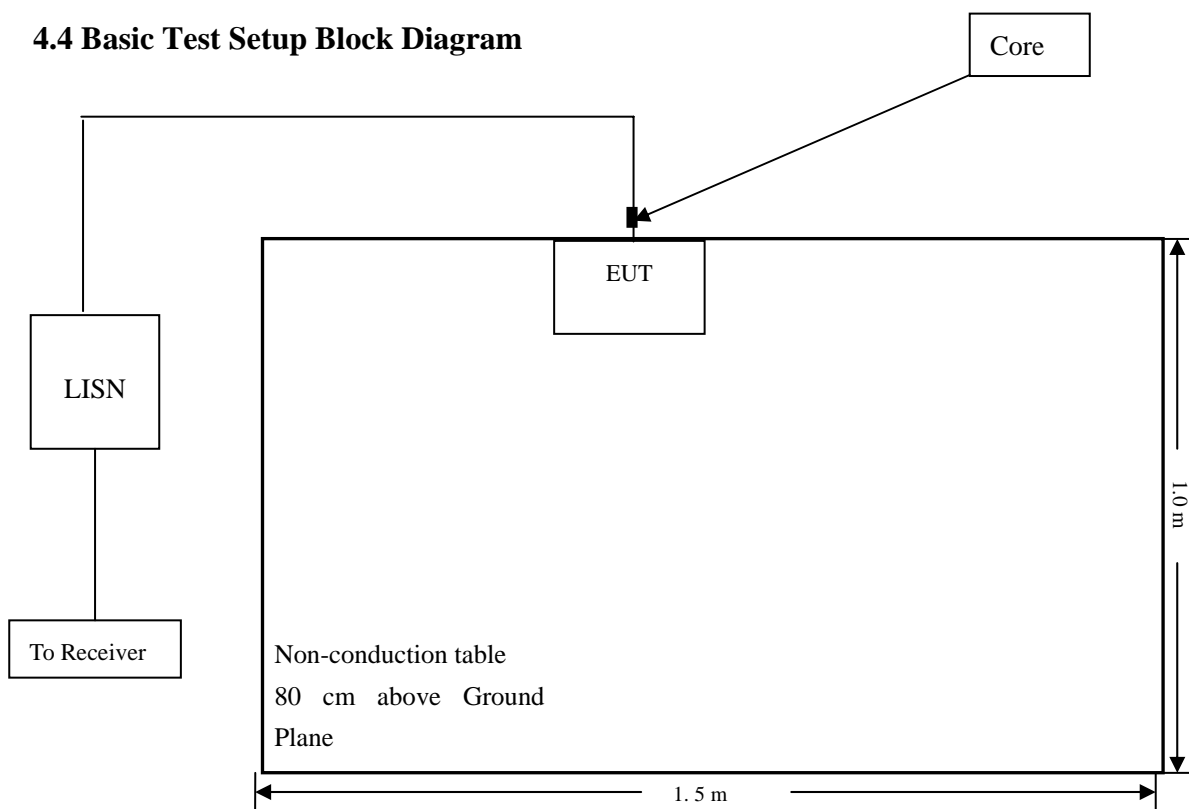 4.4 Basic Test Setup Block Diagram
Core
EUT
LISN
1.0 m
To Receiver
Non-conduction table
80 cm above Ground
Plane
1. 5 m